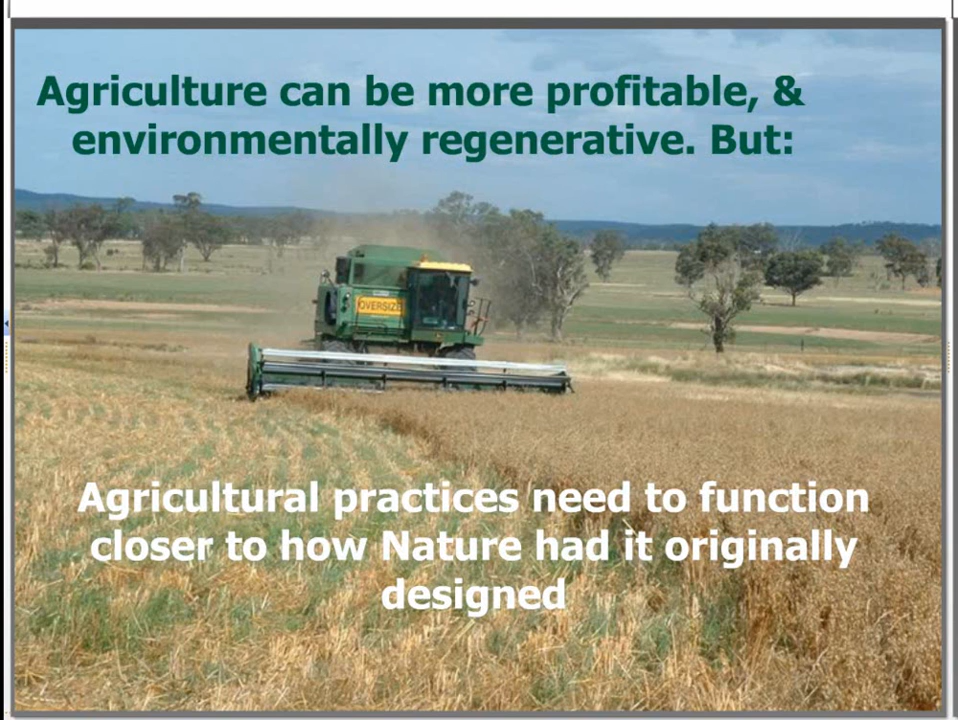 Agriculture can be more profitable, &
environmentally regenerative. But:
OVERSIZE
Agricultural practices need to function
closer to how Nature had it originally
designed